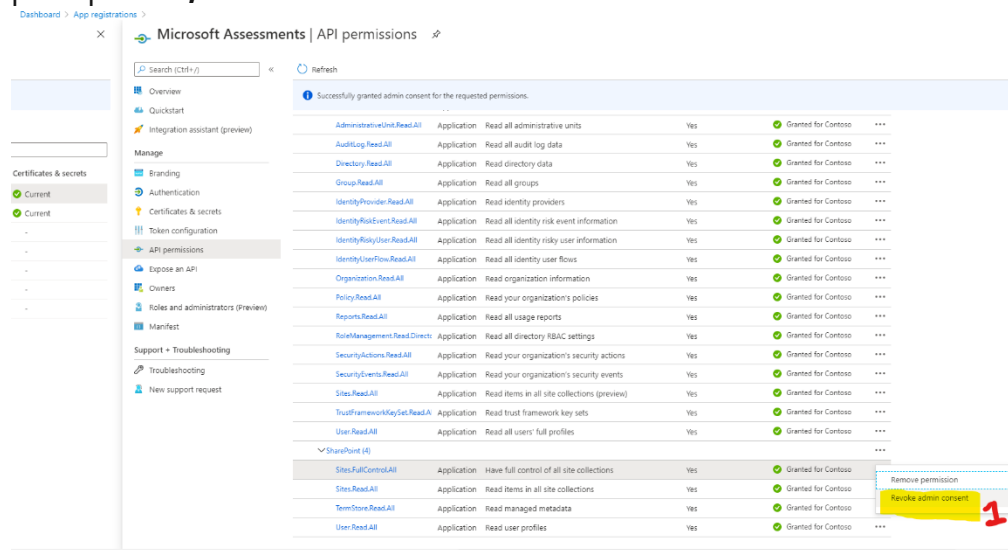 Dashboard > App registrations >
Microsoft Assessments | API permissions
Search (Ctrl+/)
«
Refresh
Overview
Quickstart
Integration assistant (preview)
Manage
Branding
Authentication
Certificates & secrets
Token configuration
API permissions
Expose an API
Owners
Roles and administrators (Preview)
Manifest
Support + Troubleshooting
Troubleshooting
New support request
Certificates & secrets
Current
Current
-
-
-
-
-
Successfully granted admin consent for the requested permissions.
AdministrativeUnit.Read.All Application Read all administrative units Yes Granted for Contoso ...
AuditLog.Read.All Application Read all audit log data Yes Granted for Contoso ...
Directory.Read.All Application Read directory data Yes Granted for Contoso ...
Group.Read.All Application Read all groups Yes Granted for Contoso ...
IdentityProvider.Read.All Application Read identity providers Yes Granted for Contoso ...
IdentityRiskEvent.Read.All Application Read all identity risk event information Yes Granted for Contoso ...
IdentityRiskyUser.Read.All Application Read all identity risky user information Yes Granted for Contoso ...
IdentityUserFlow.Read.All Application Read all identity user flows Yes Granted for Contoso ...
Organization.Read.All Application Read organization information Yes Granted for Contoso ...
Policy.Read.All Application Read your organization's policies Yes Granted for Contoso ...
Reports.Read.All Application Read all usage reports Yes Granted for Contoso ...
RoleManagement.Read.Directo Application Read all directory RBAC settings Yes Granted for Contoso ...
SecurityActions.Read.All Application Read your organization's security actions Yes Granted for Contoso ...
SecurityEvents.Read.All Application Read your organization's security events Yes Granted for Contoso ...
Sites.Read.All Application Read items in all site collections (preview) Yes Granted for Contoso ...
TrustFrameworkKeySet.Read.A Application Read trust framework key sets Yes Granted for Contoso ...
User.Read.All Application Read all users' full profiles Yes Granted for Contoso ...
SharePoint (4) ...
Sites.FullControl.All Application Have full control of all site collections Yes Granted for Contoso
Sites.Read.All Application Read items in all site collections Yes Granted for Contoso
TermStore.Read.All Application Read managed metadata Yes Granted for Contoso
User.Read.All Application Read user profiles Yes Granted for Contoso ...
Remove permission
Revoke admin consent
1